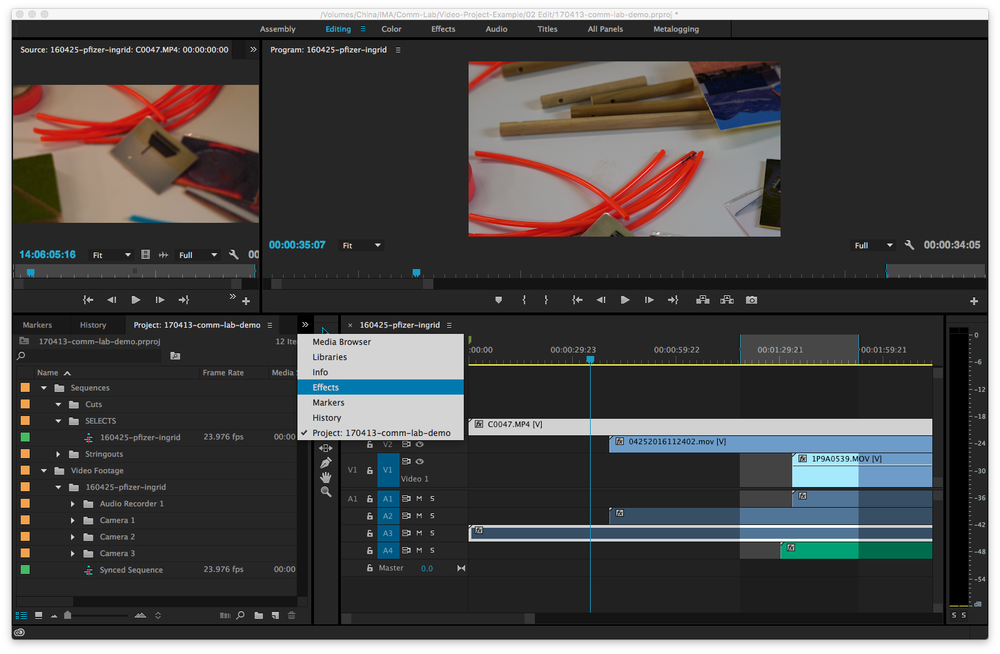 /Volumes/China/IMA/Comm-Lab/Video-Project-Example/02 Edit/170413-comm-lab-demo.prproj *
Assembly Editing Color Effects Audio Titles All Panels Metalogging
Source: 160425-pfizer-ingrid: C0047.MP4: 00:00:00:00
Program: 160425-pfizer-ingrid
14:06:05:16 Fit Full 00
00:00:35:07 Fit Full 00:00:34:05
Markers History Project: 170413-comm-lab-demo
170413-comm-lab-demo.prproj 12 Ite
Name Frame Rate Media
Sequences
Cuts
SELECTS
160425-pfizer-ingrid 23.976 fps 00:00
Stringouts
Video Footage
160425-pfizer-ingrid
Audio Recorder 1
Camera 1
Camera 2
Camera 3
Synced Sequence 23.976 fps 00:00
Media Browser
Libraries
Info
Effects
Markers
History
Project: 170413-comm-lab-demo
× 160425-pfizer-ingrid
:00:00 00:00:29:23 00:00:59:22 00:01:29:21 00:01:59:21
fx C0047.MP4 [V]
V2 fx 04252016112402.mov [V]
V1 V1 Video 1 fx 1P9A0539.MOV [V]
A1 A1 M S fx
A2 M S fx
A3 M S fx
A4 M S fx
Master 0.0
0
-6
-12
-18
-24
-30
-36
-42
-48
-54
dB
S S